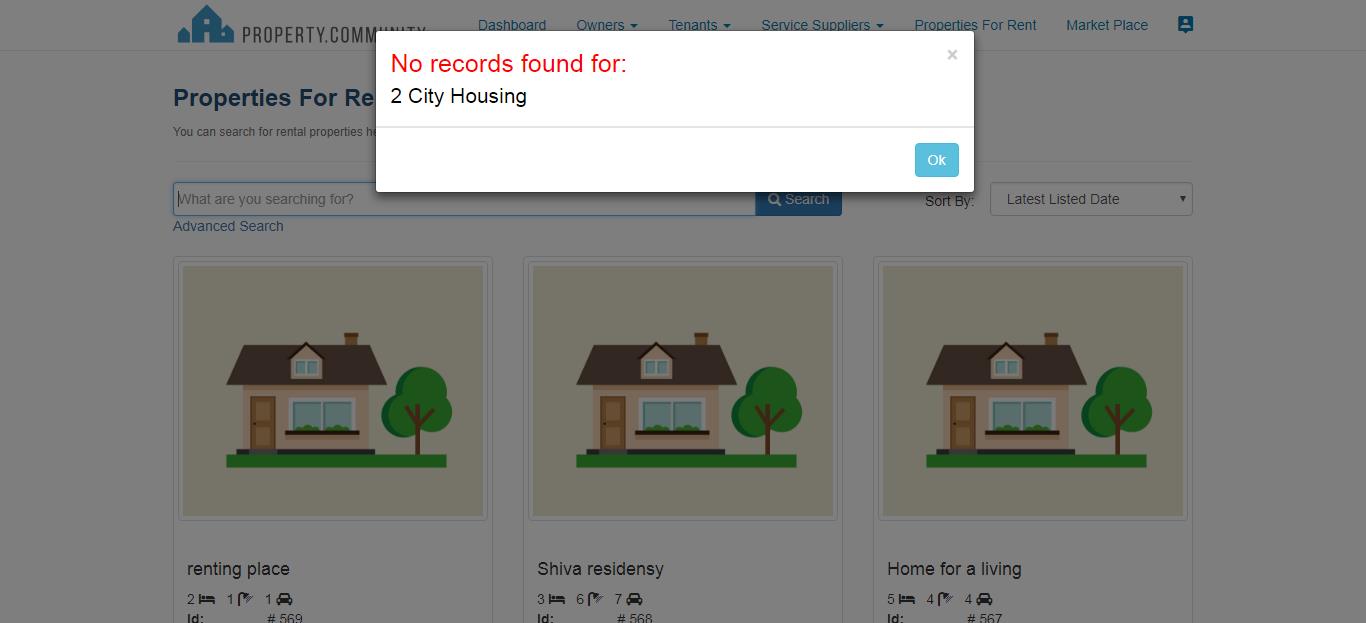 PROPERTY.COMMUNITY
Dashboard Owners Tenants Service Suppliers Properties For Rent Market Place
No records found for:
×
2 City Housing
Ok
Properties For Re
You can search for rental properties he
What are you searching for?
Search
Sort By:
Latest Listed Date
Advanced Search
renting place
2 1 1
Id: # 569
Shiva residensy
3 6 7
Id: # 568
Home for a living
5 4 4
Id: # 567